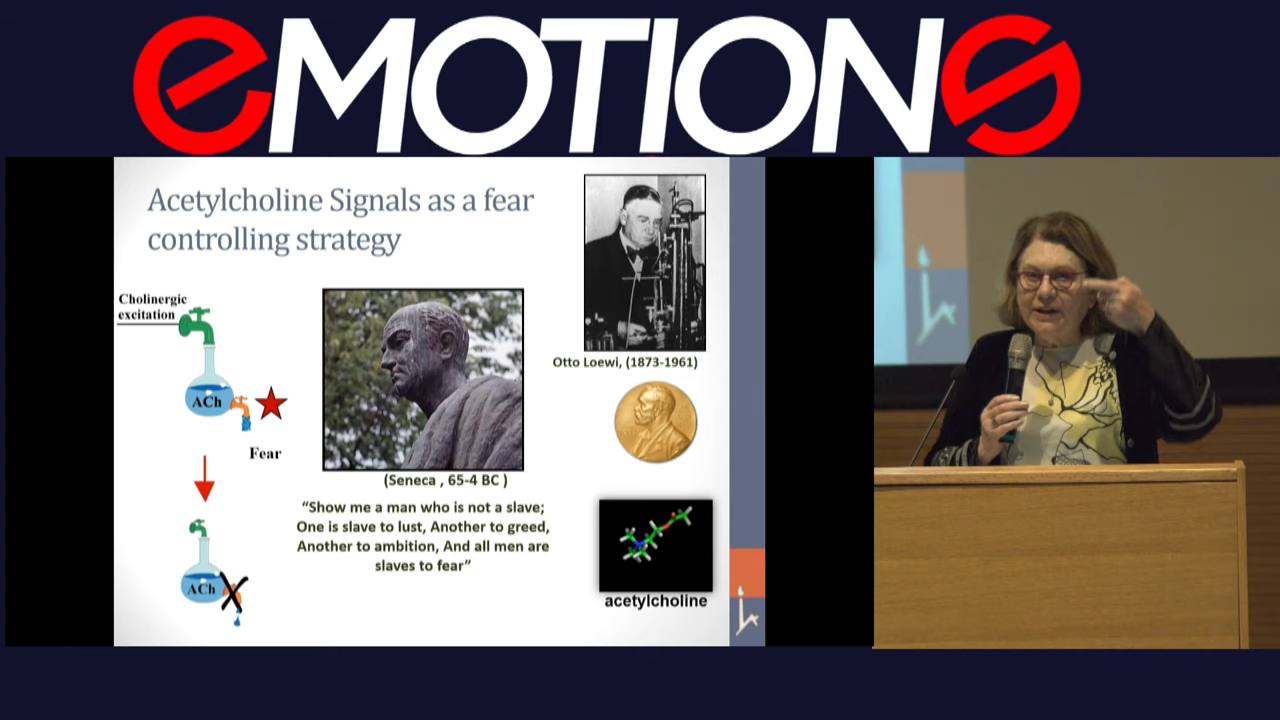 eMOTIONS
Acetylcholine Signals as a fear
controlling strategy
Cholinergic
excitation
ACh
Fear
ACh
(Seneca , 65-4 BC )
“Show me a man who is not a slave;
One is slave to lust, Another to greed,
Another to ambition, And all men are
slaves to fear”
Otto Loewi, (1873-1961)
acetylcholine